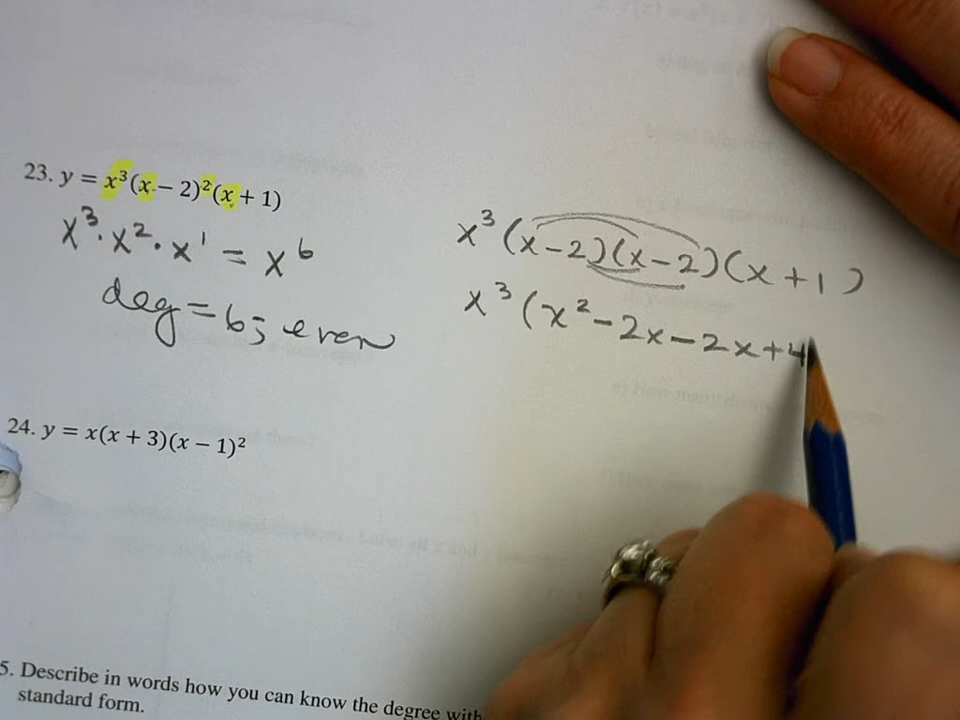 23. y = x³(x − 2)²(x + 1)
x³ · x² · x¹ = x⁶
deg = 6; even
x³(x−2)(x−2)(x+1)
x³(x²−2x−2x+4
24. y = x(x + 3)(x − 1)²
5. Describe in words how you can know the degree with
standard form.